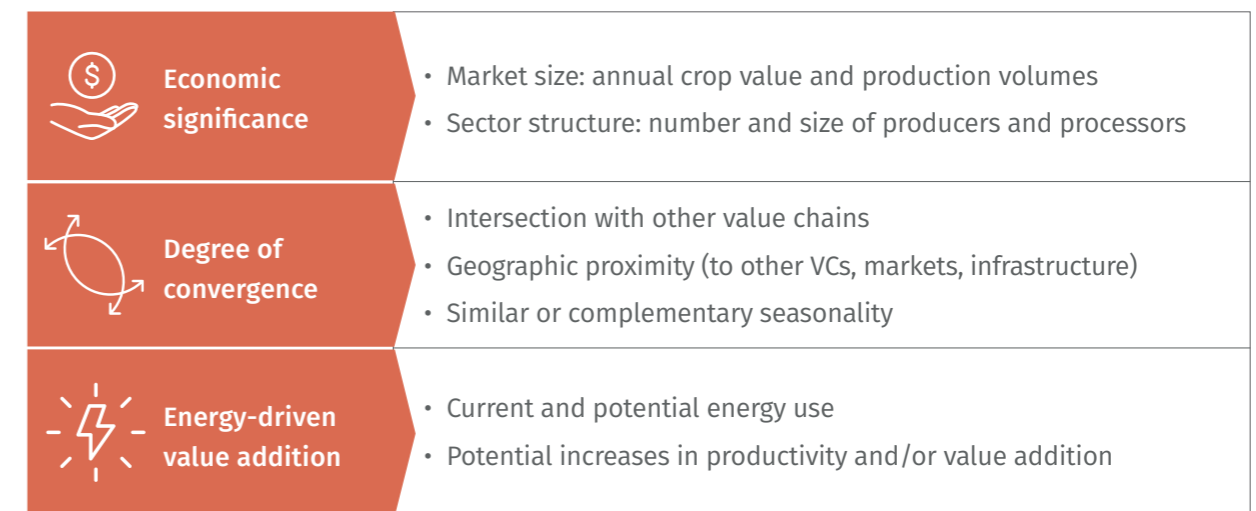 $
Economic
significance
• Market size: annual crop value and production volumes
• Sector structure: number and size of producers and processors
Degree of
convergence
• Intersection with other value chains
• Geographic proximity (to other VCs, markets, infrastructure)
• Similar or complementary seasonality
Energy-driven
value addition
• Current and potential energy use
• Potential increases in productivity and/or value addition